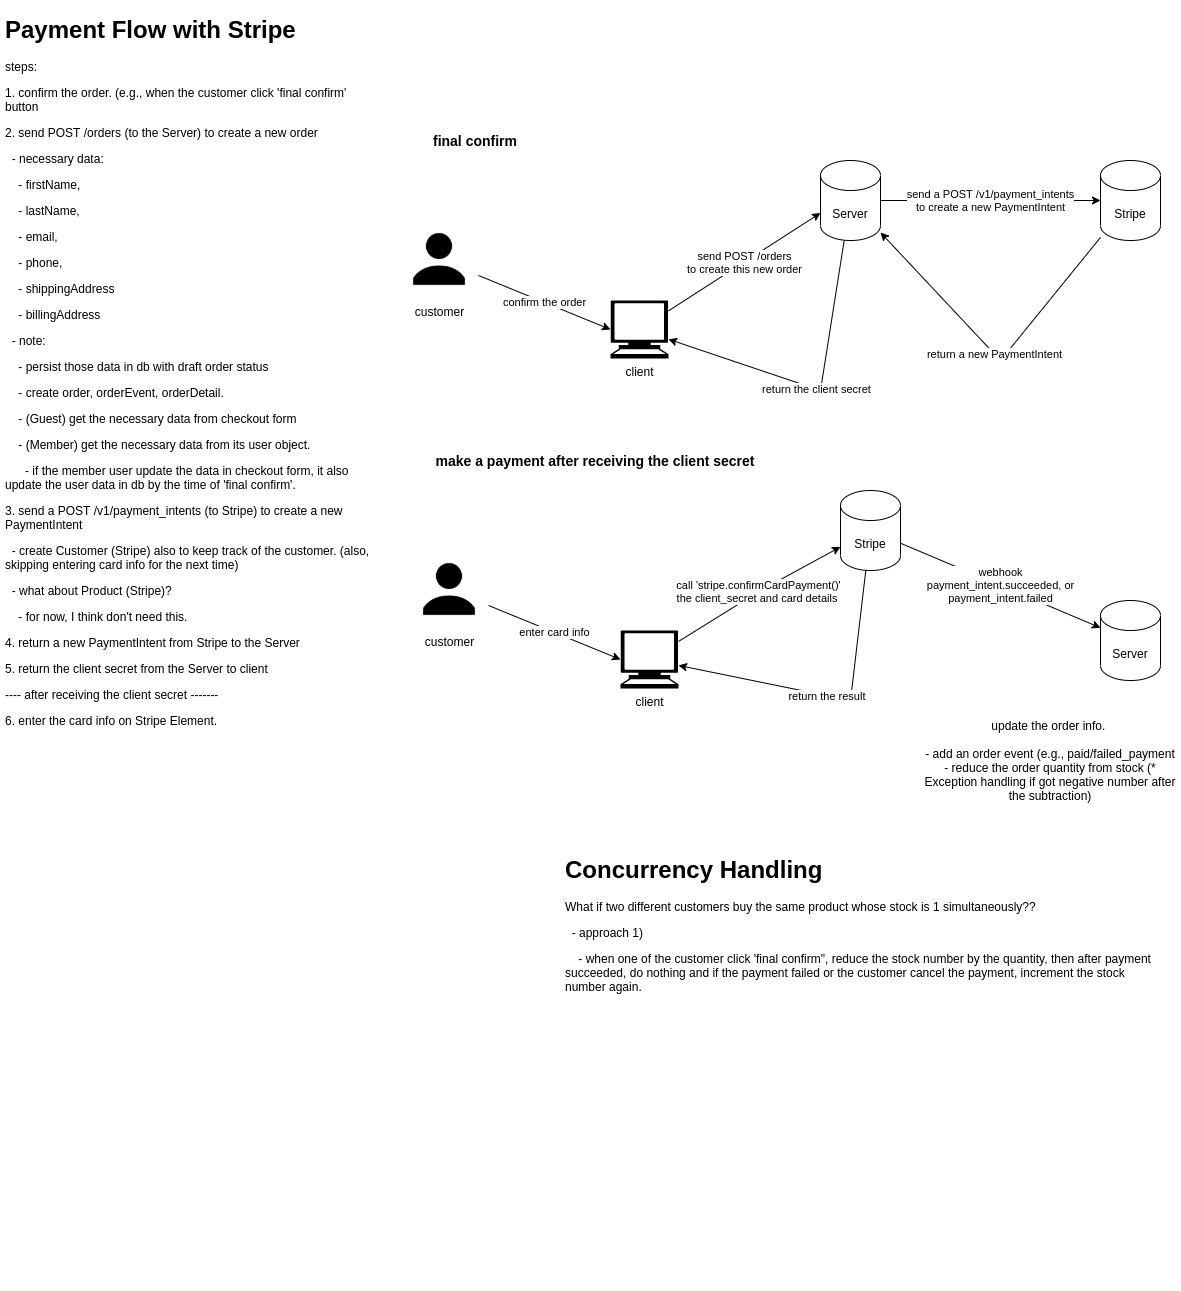 Payment Flow with Stripe
steps:
1. confirm the order. (e.g., when the customer click 'final confirm'
button
2. send POST /orders (to the Server) to create a new order
- necessary data:
- firstName,
- lastName,
- email,
- phone,
- shippingAddress
- billingAddress
- note:
- persist those data in db with draft order status
- create order, orderEvent, orderDetail.
- (Guest) get the necessary data from checkout form
- (Member) get the necessary data from its user object.
- if the member user update the data in checkout form, it also
update the user data in db by the time of 'final confirm'.
3. send a POST /v1/payment_intents (to Stripe) to create a new
PaymentIntent
- create Customer (Stripe) also to keep track of the customer. (also,
skipping entering card info for the next time)
- what about Product (Stripe)?
- for now, I think don't need this.
4. return a new PaymentIntent from Stripe to the Server
5. return the client secret from the Server to client
---- after receiving the client secret -------
6. enter the card info on Stripe Element.
final confirm
customer
confirm the order
client
send POST /orders
to create this new order
Server
send a POST /v1/payment_intents
to create a new PaymentIntent
Stripe
return a new PaymentIntent
return the client secret
make a payment after receiving the client secret
customer
enter card info
client
call 'stripe.confirmCardPayment()'
the client_secret and card details
Stripe
webhook
payment_intent.succeeded, or
payment_intent.failed
Server
return the result
update the order info.
- add an order event (e.g., paid/failed_payment
- reduce the order quantity from stock (*
Exception handling if got negative number after
the subtraction)
Concurrency Handling
What if two different customers buy the same product whose stock is 1 simultaneously??
- approach 1)
- when one of the customer click 'final confirm", reduce the stock number by the quantity, then after payment
succeeded, do nothing and if the payment failed or the customer cancel the payment, increment the stock
number again.